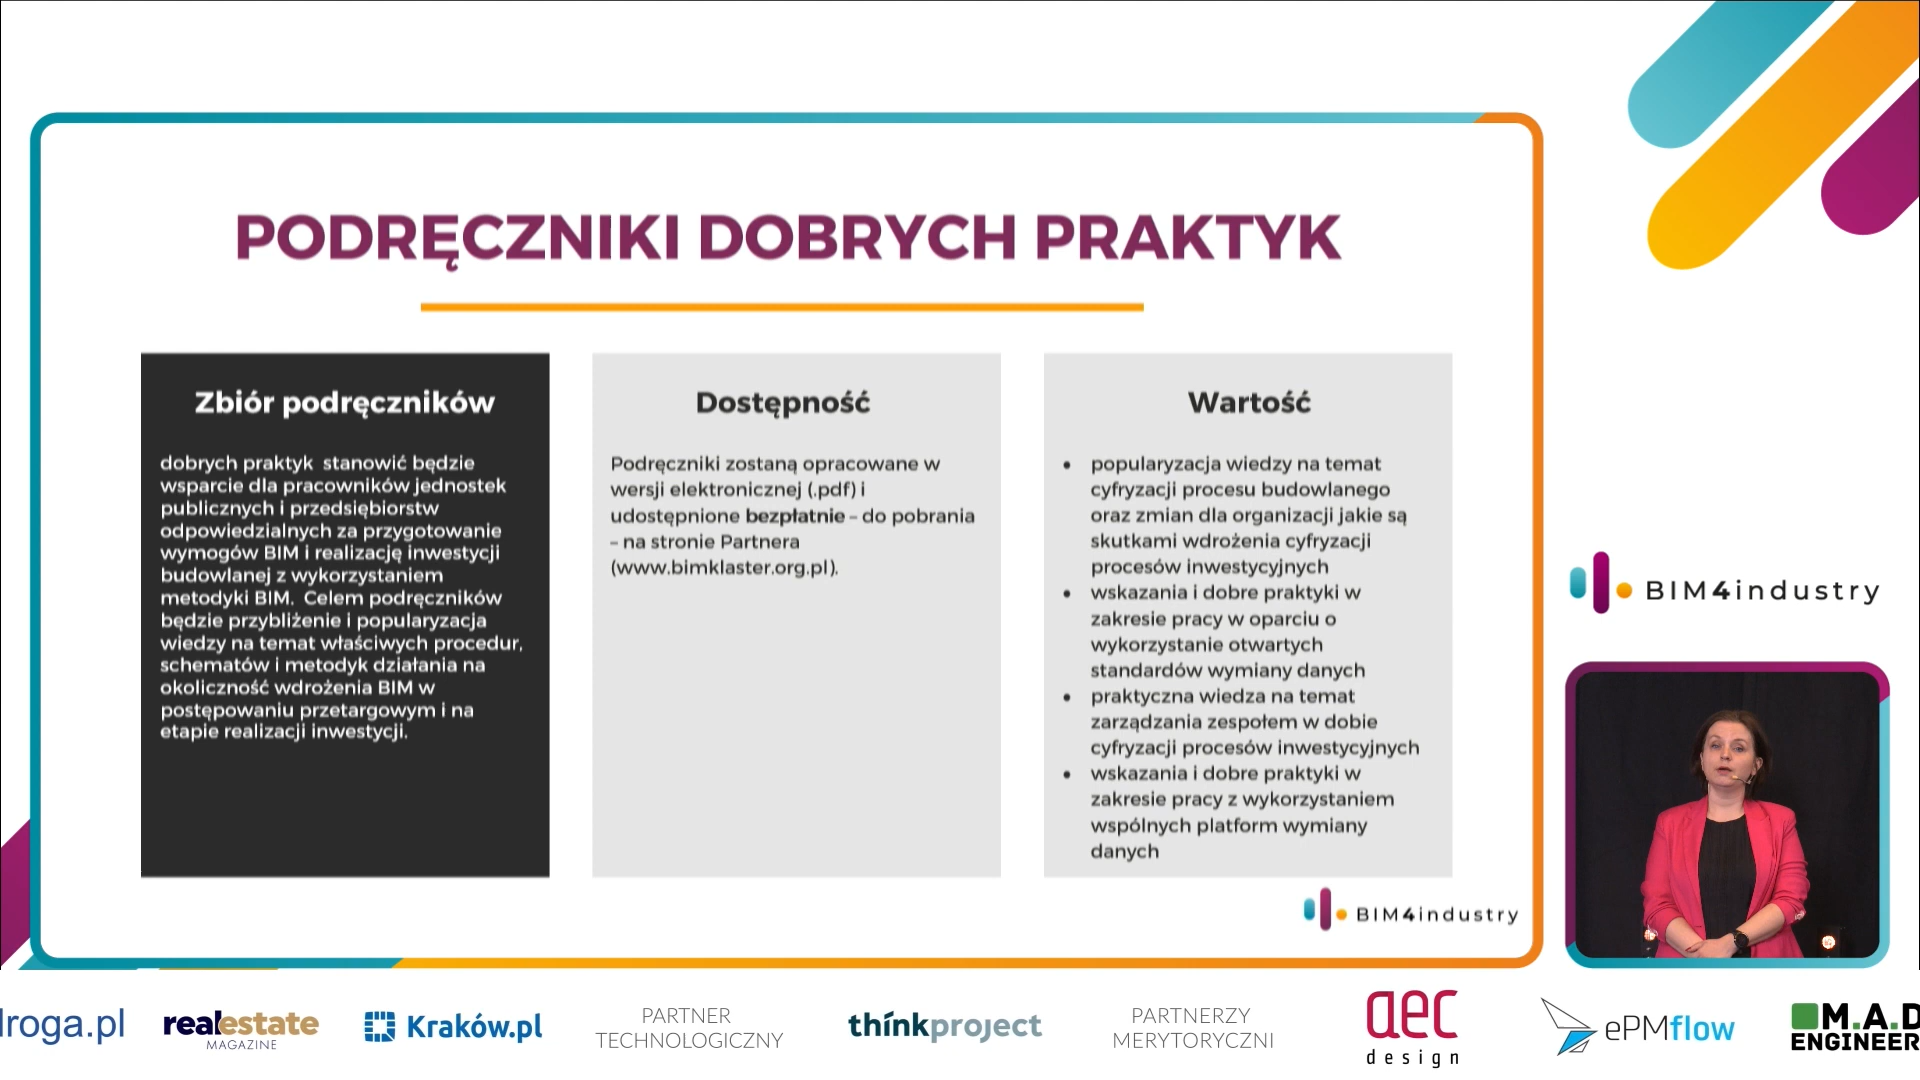 PODRĘCZNIKI DOBRYCH PRAKTYK
Zbiór podręczników
dobrych praktyk stanowić będzie
wsparcie dla pracowników jednostek
publicznych i przedsiębiorstw
odpowiedzialnych za przygotowanie
wymogów BIM i realizację inwestycji
budowlanej z wykorzystaniem
metodyki BIM. Celem podręczników
będzie przybliżenie i popularyzacja
wiedzy na temat właściwych procedur,
schematów i metodyk działania na
okoliczność wdrożenia BIM w
postępowaniu przetargowym i na
etapie realizacji inwestycji.
Dostępność
Podręczniki zostaną opracowane w
wersji elektronicznej (.pdf) i
udostępnione bezpłatnie – do pobrania
– na stronie Partnera
(www.bimklaster.org.pl).
Wartość
• popularyzacja wiedzy na temat
cyfryzacji procesu budowlanego
oraz zmian dla organizacji jakie są
skutkami wdrożenia cyfryzacji
procesów inwestycyjnych
• wskazania i dobre praktyki w
zakresie pracy w oparciu o
wykorzystanie otwartych
standardów wymiany danych
• praktyczna wiedza na temat
zarządzania zespołem w dobie
cyfryzacji procesów inwestycyjnych
• wskazania i dobre praktyki w
zakresie pracy z wykorzystaniem
wspólnych platform wymiany
danych
BIM4industry
BIM4industry
droga.pl
realestate
MAGAZINE
Kraków.pl
PARTNER
TECHNOLOGICZNY
thinkproject
PARTNERZY
MERYTORYCZNI
aec
design
ePMflow
M.A.D
ENGINEER